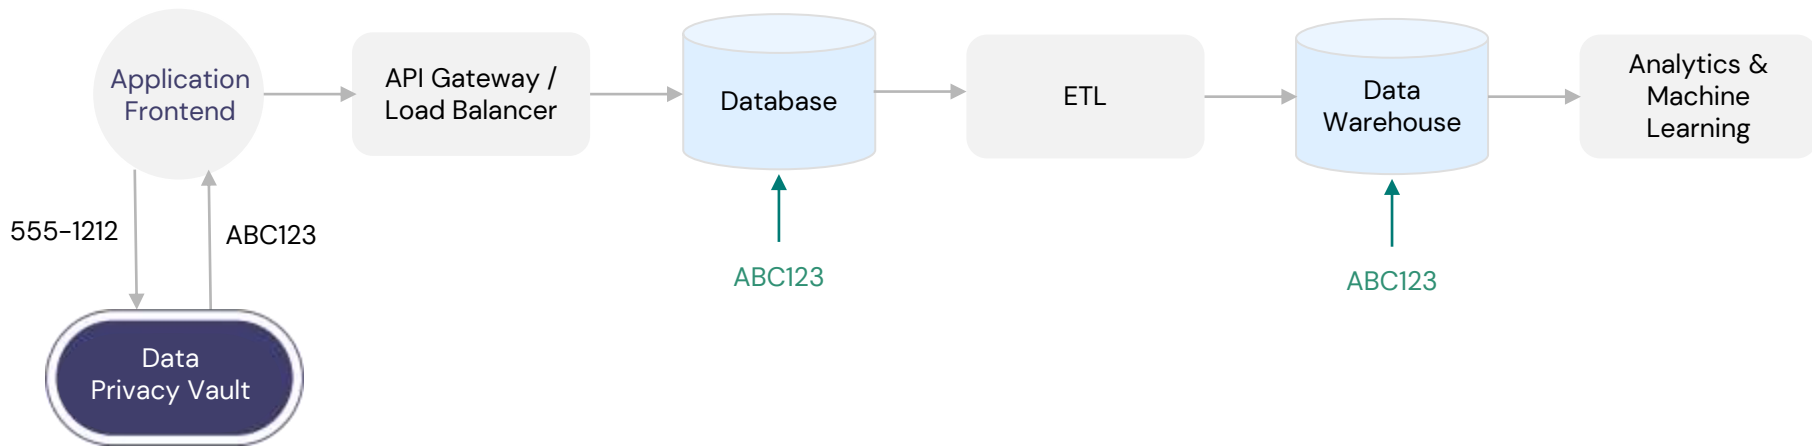 Application
Frontend
API Gateway /
Load Balancer
Database
ETL
Data
Warehouse
Analytics &
Machine
Learning
555-1212
ABC123
ABC123
ABC123
Data
Privacy Vault